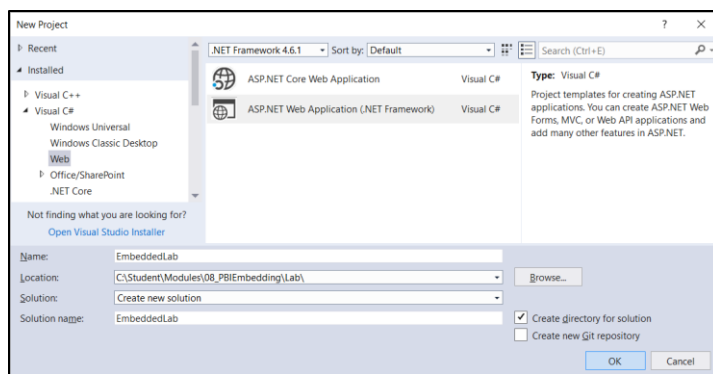 New Project
?
Recent
Installed
Visual C++
Visual C#
Windows Universal
Windows Classic Desktop
Web
Office/SharePoint
.NET Core
Not finding what you are looking for?
Open Visual Studio Installer
.NET Framework 4.6.1
Sort by: Default
Search (Ctrl+E)
ASP.NET Core Web Application Visual C#
ASP.NET Web Application (.NET Framework) Visual C#
Type: Visual C#
Project templates for creating ASP.NET
applications. You can create ASP.NET Web
Forms, MVC, or Web API applications and
add many other features in ASP.NET.
Name: EmbeddedLab
Location: C:\Student\Modules\08_PBIEmbedding\Lab\ Browse...
Solution: Create new solution
Solution name: EmbeddedLab
Create directory for solution
Create new Git repository
OK Cancel